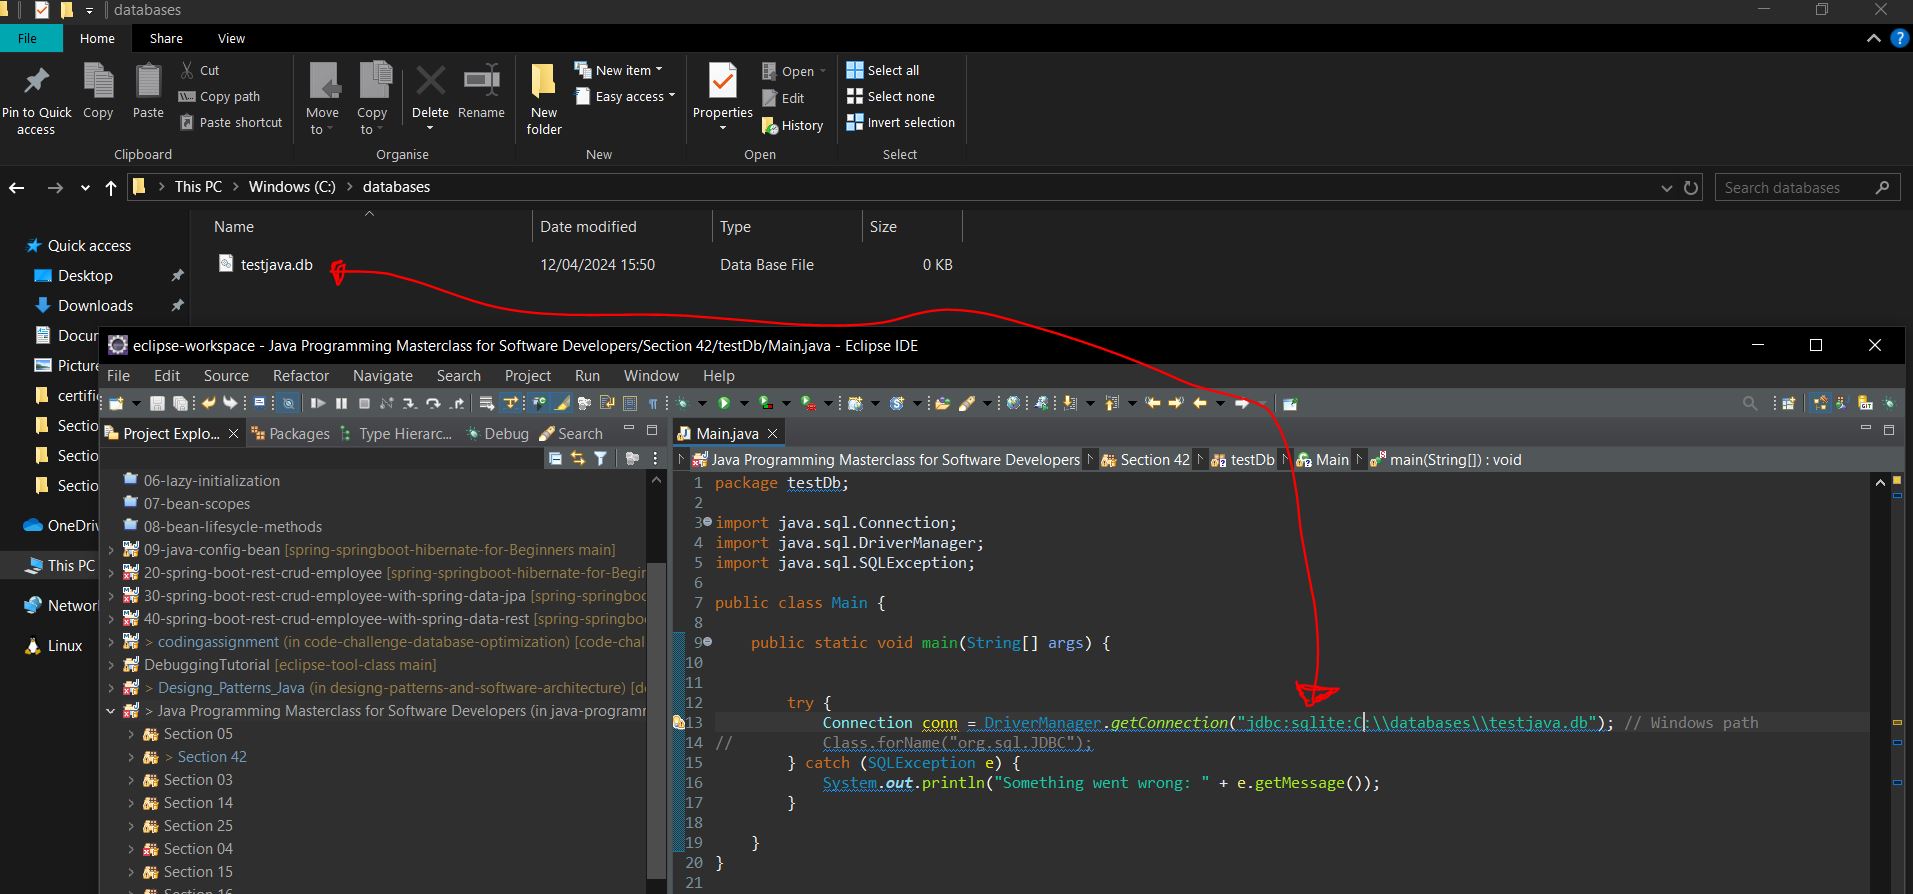 databases
File Home Share View
Pin to Quick access
Copy
Paste
Cut
Copy path
Paste shortcut
Clipboard
Move to
Copy to
Delete
Rename
Organise
New folder
New item
Easy access
New
Properties
Open
Edit
History
Open
Select all
Select none
Invert selection
Select
This PC > Windows (C:) > databases
Search databases
Name Date modified Type Size
testjava.db 12/04/2024 15:50 Data Base File 0 KB
Quick access
Desktop
Downloads
Docur
Picture
certific
Sectio
Sectio
Sectio
OneDriv
This PC
Networ
Linux
eclipse-workspace - Java Programming Masterclass for Software Developers/Section 42/testDb/Main.java - Eclipse IDE
File Edit Source Refactor Navigate Search Project Run Window Help
Project Explo... Packages Type Hierarc... Debug Search
06-lazy-initialization
07-bean-scopes
08-bean-lifesycle-methods
09-java-config-bean [spring-springboot-hibernate-for-Beginners main]
20-spring-boot-rest-crud-employee [spring-springboot-hibernate-for-Begir
30-spring-boot-rest-crud-employee-with-spring-data-jpa [spring-springboo
40-spring-boot-rest-crud-employee-with-spring-data-rest [spring-springbo
> codingassignment (in code-challenge-database-optimization) [code-chal
DebuggingTutorial [eclipse-tool-class main]
> Designg_Patterns_Java (in designg-patterns-and-software-architecture) [de
> Java Programming Masterclass for Software Developers (in java-programm
Section 05
> Section 42
Section 03
Section 14
Section 25
Section 04
Section 15
Section 16
Main.java
Java Programming Masterclass for Software Developers Section 42 testDb Main main(String[]) : void
1 package testDb;
2
3 import java.sql.Connection;
4 import java.sql.DriverManager;
5 import java.sql.SQLException;
6
7 public class Main {
8
9 public static void main(String[] args) {
10
11
12 try {
13 Connection conn = DriverManager.getConnection("jdbc:sqlite:C:\\databases\\testjava.db"); // Windows path
14 // Class.forName("org.sql.JDBC");
15 } catch (SQLException e) {
16 System.out.println("Something went wrong: " + e.getMessage());
17 }
18
19 }
20 }
21